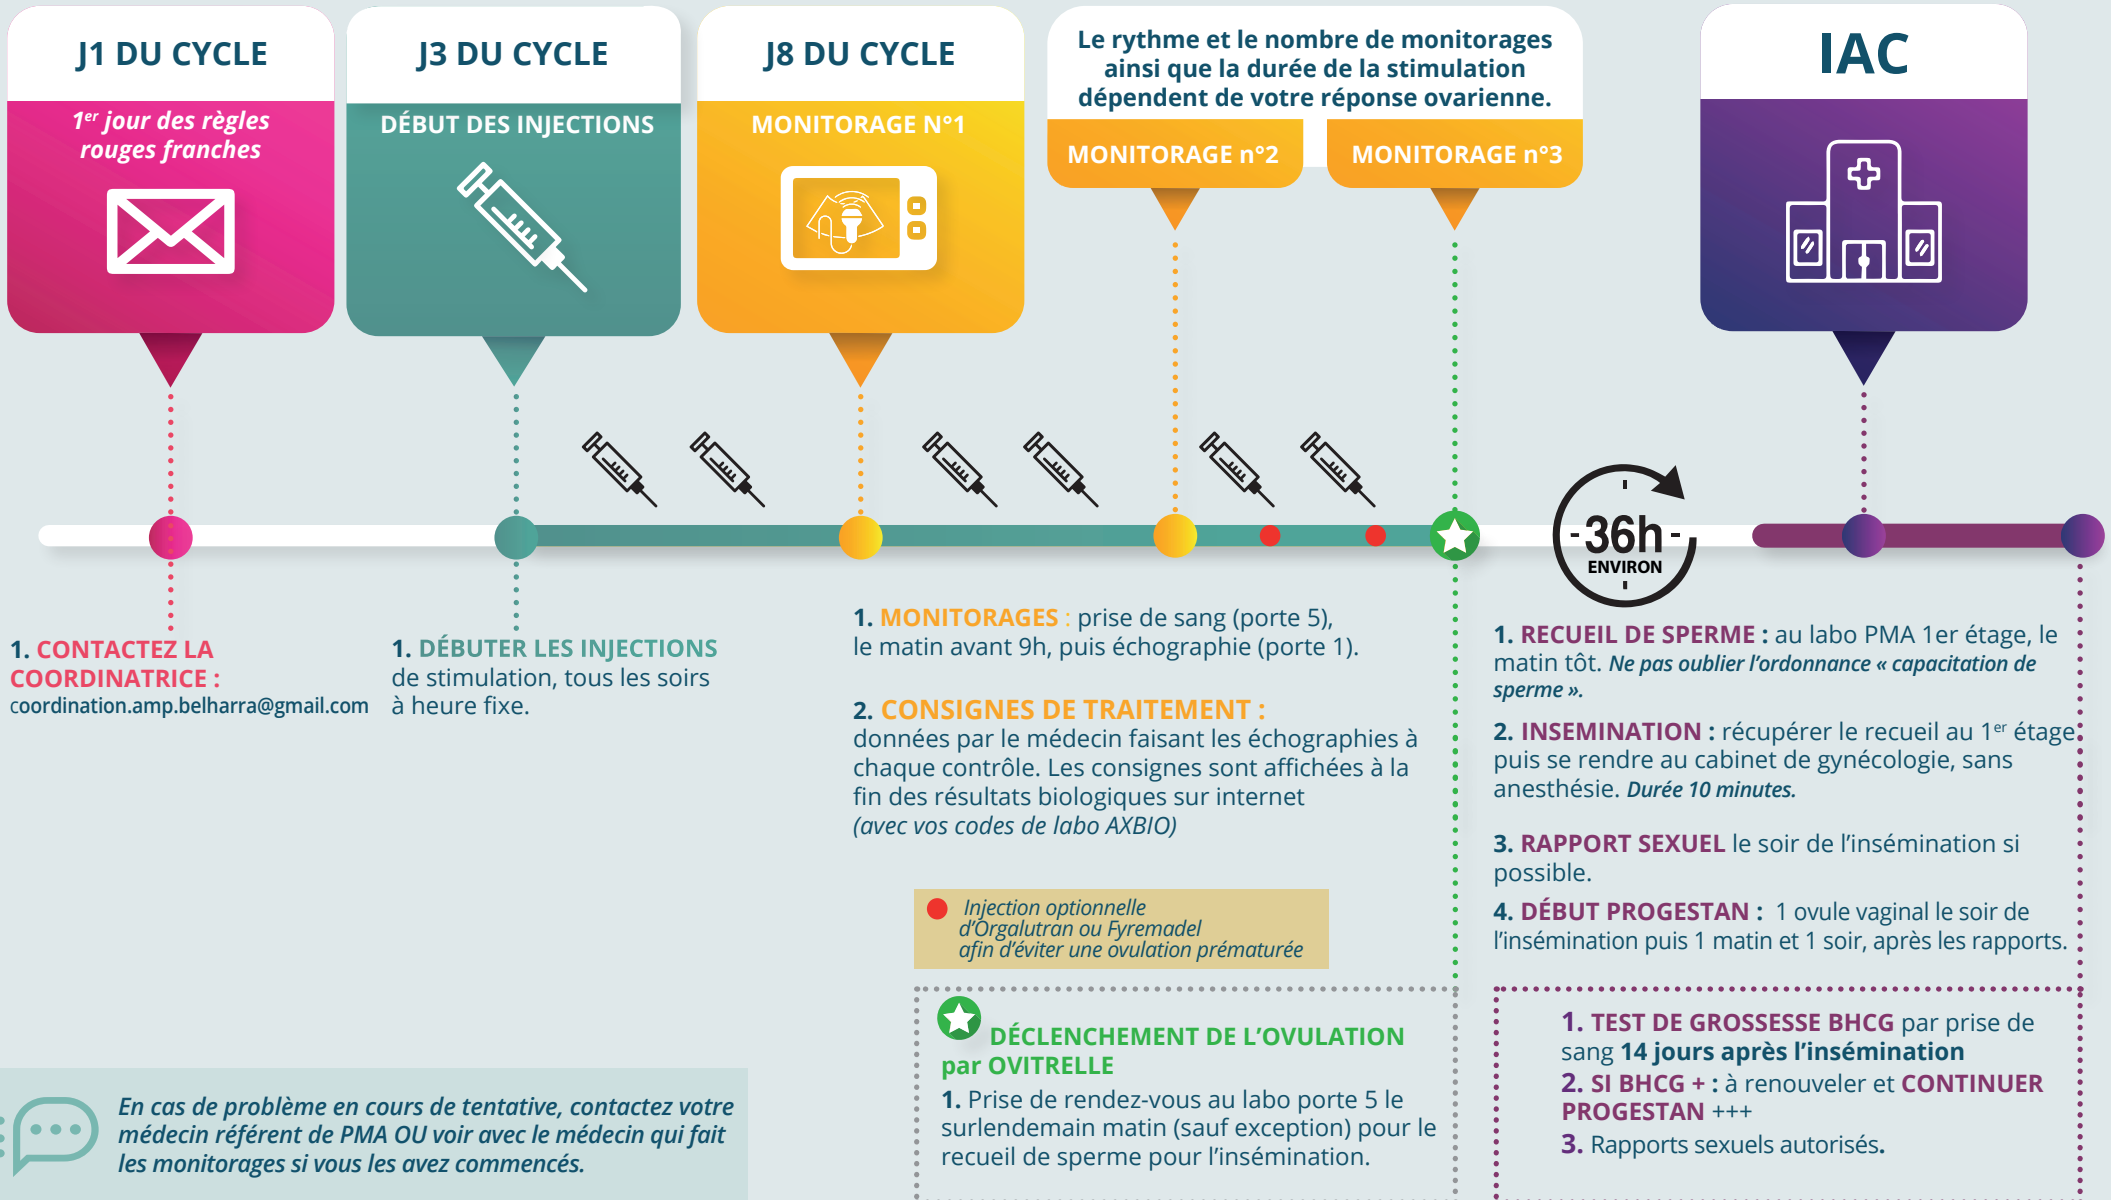 J1 DU CYCLE
1er jour des règles
rouges franches
J3 DU CYCLE
DÉBUT DES INJECTIONS
J8 DU CYCLE
MONITORAGE N°1
Le rythme et le nombre de monitorages
ainsi que la durée de la stimulation
dépendent de votre réponse ovarienne.
MONITORAGE n°2
MONITORAGE n°3
IAC
-36h-
ENVIRON
1. CONTACTEZ LA
COORDINATRICE :
coordination.amp.belharra@gmail.com
1. DÉBUTER LES INJECTIONS
de stimulation, tous les soirs
à heure fixe.
1. MONITORAGES : prise de sang (porte 5),
le matin avant 9h, puis échographie (porte 1).
2. CONSIGNES DE TRAITEMENT :
données par le médecin faisant les échographies à
chaque contrôle. Les consignes sont affichées à la
fin des résultats biologiques sur internet
(avec vos codes de labo AXBIO)
Injection optionnelle
d'Orgalutran ou Fyremadel
afin d'éviter une ovulation prématurée
DÉCLENCHEMENT DE L'OVULATION
par OVITRELLE
1. Prise de rendez-vous au labo porte 5 le
surlendemain matin (sauf exception) pour le
recueil de sperme pour l'insémination.
1. RECUEIL DE SPERME : au labo PMA 1er étage, le
matin tôt. Ne pas oublier l'ordonnance « capacitation de
sperme ».
2. INSEMINATION : récupérer le recueil au 1er étage
puis se rendre au cabinet de gynécologie, sans
anesthésie. Durée 10 minutes.
3. RAPPORT SEXUEL le soir de l'insémination si
possible.
4. DÉBUT PROGESTAN : 1 ovule vaginal le soir de
l'insémination puis 1 matin et 1 soir, après les rapports.
1. TEST DE GROSSESSE BHCG par prise de
sang 14 jours après l'insémination
2. SI BHCG + : à renouveler et CONTINUER
PROGESTAN +++
3. Rapports sexuels autorisés.
En cas de problème en cours de tentative, contactez votre
médecin référent de PMA OU voir avec le médecin qui fait
les monitorages si vous les avez commencés.